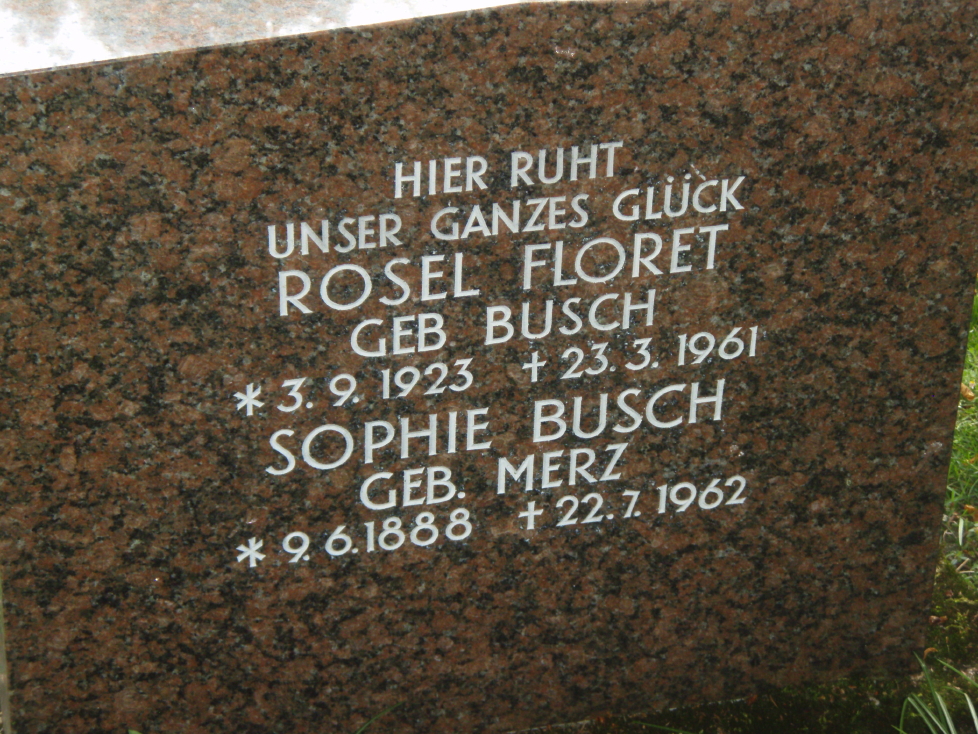 HIER RUHT
UNSER GANZES GLÜCK
ROSEL FLORET
GEB. BUSCH
* 3. 9. 1923 + 23. 3. 1961
SOPHIE BUSCH
GEB. MERZ
* 9. 6. 1888 + 22. 7. 1962